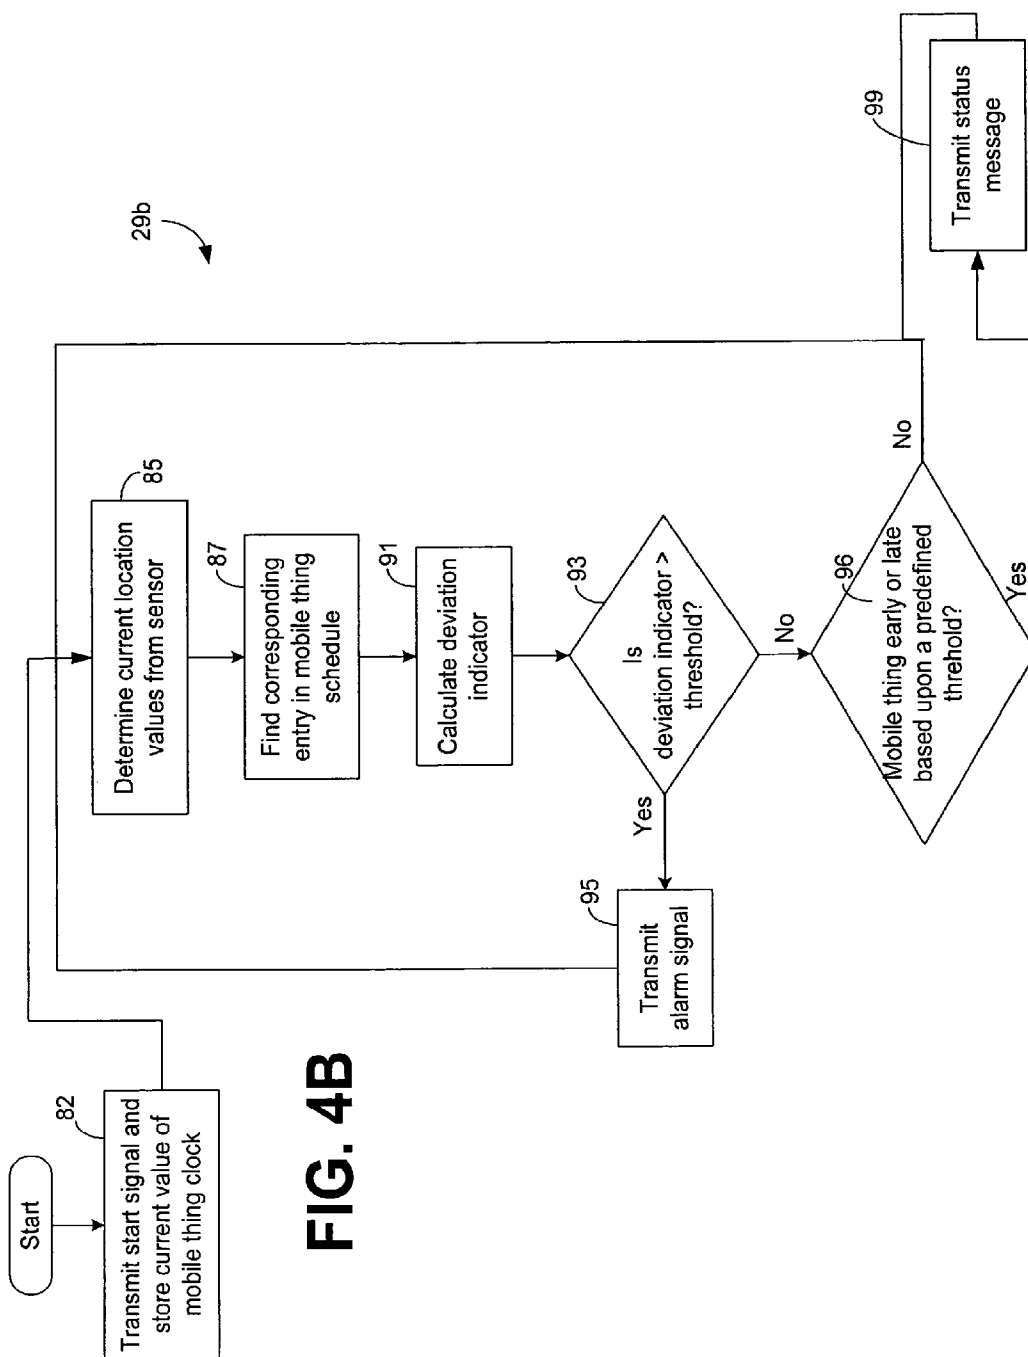 Start
82
Transmit start signal and
store current value of
mobile thing clock
29b
85
Determine current location
values from sensor
87
Find corresponding
entry in mobile thing
schedule
91
Calculate deviation
indicator
93
Is
deviation indicator >
threshold?
Yes
No
95
Transmit
alarm signal
96
Mobile thing early or late
based upon a predefined
threhold?
No
Yes
99
Transmit status
message
FIG. 4B